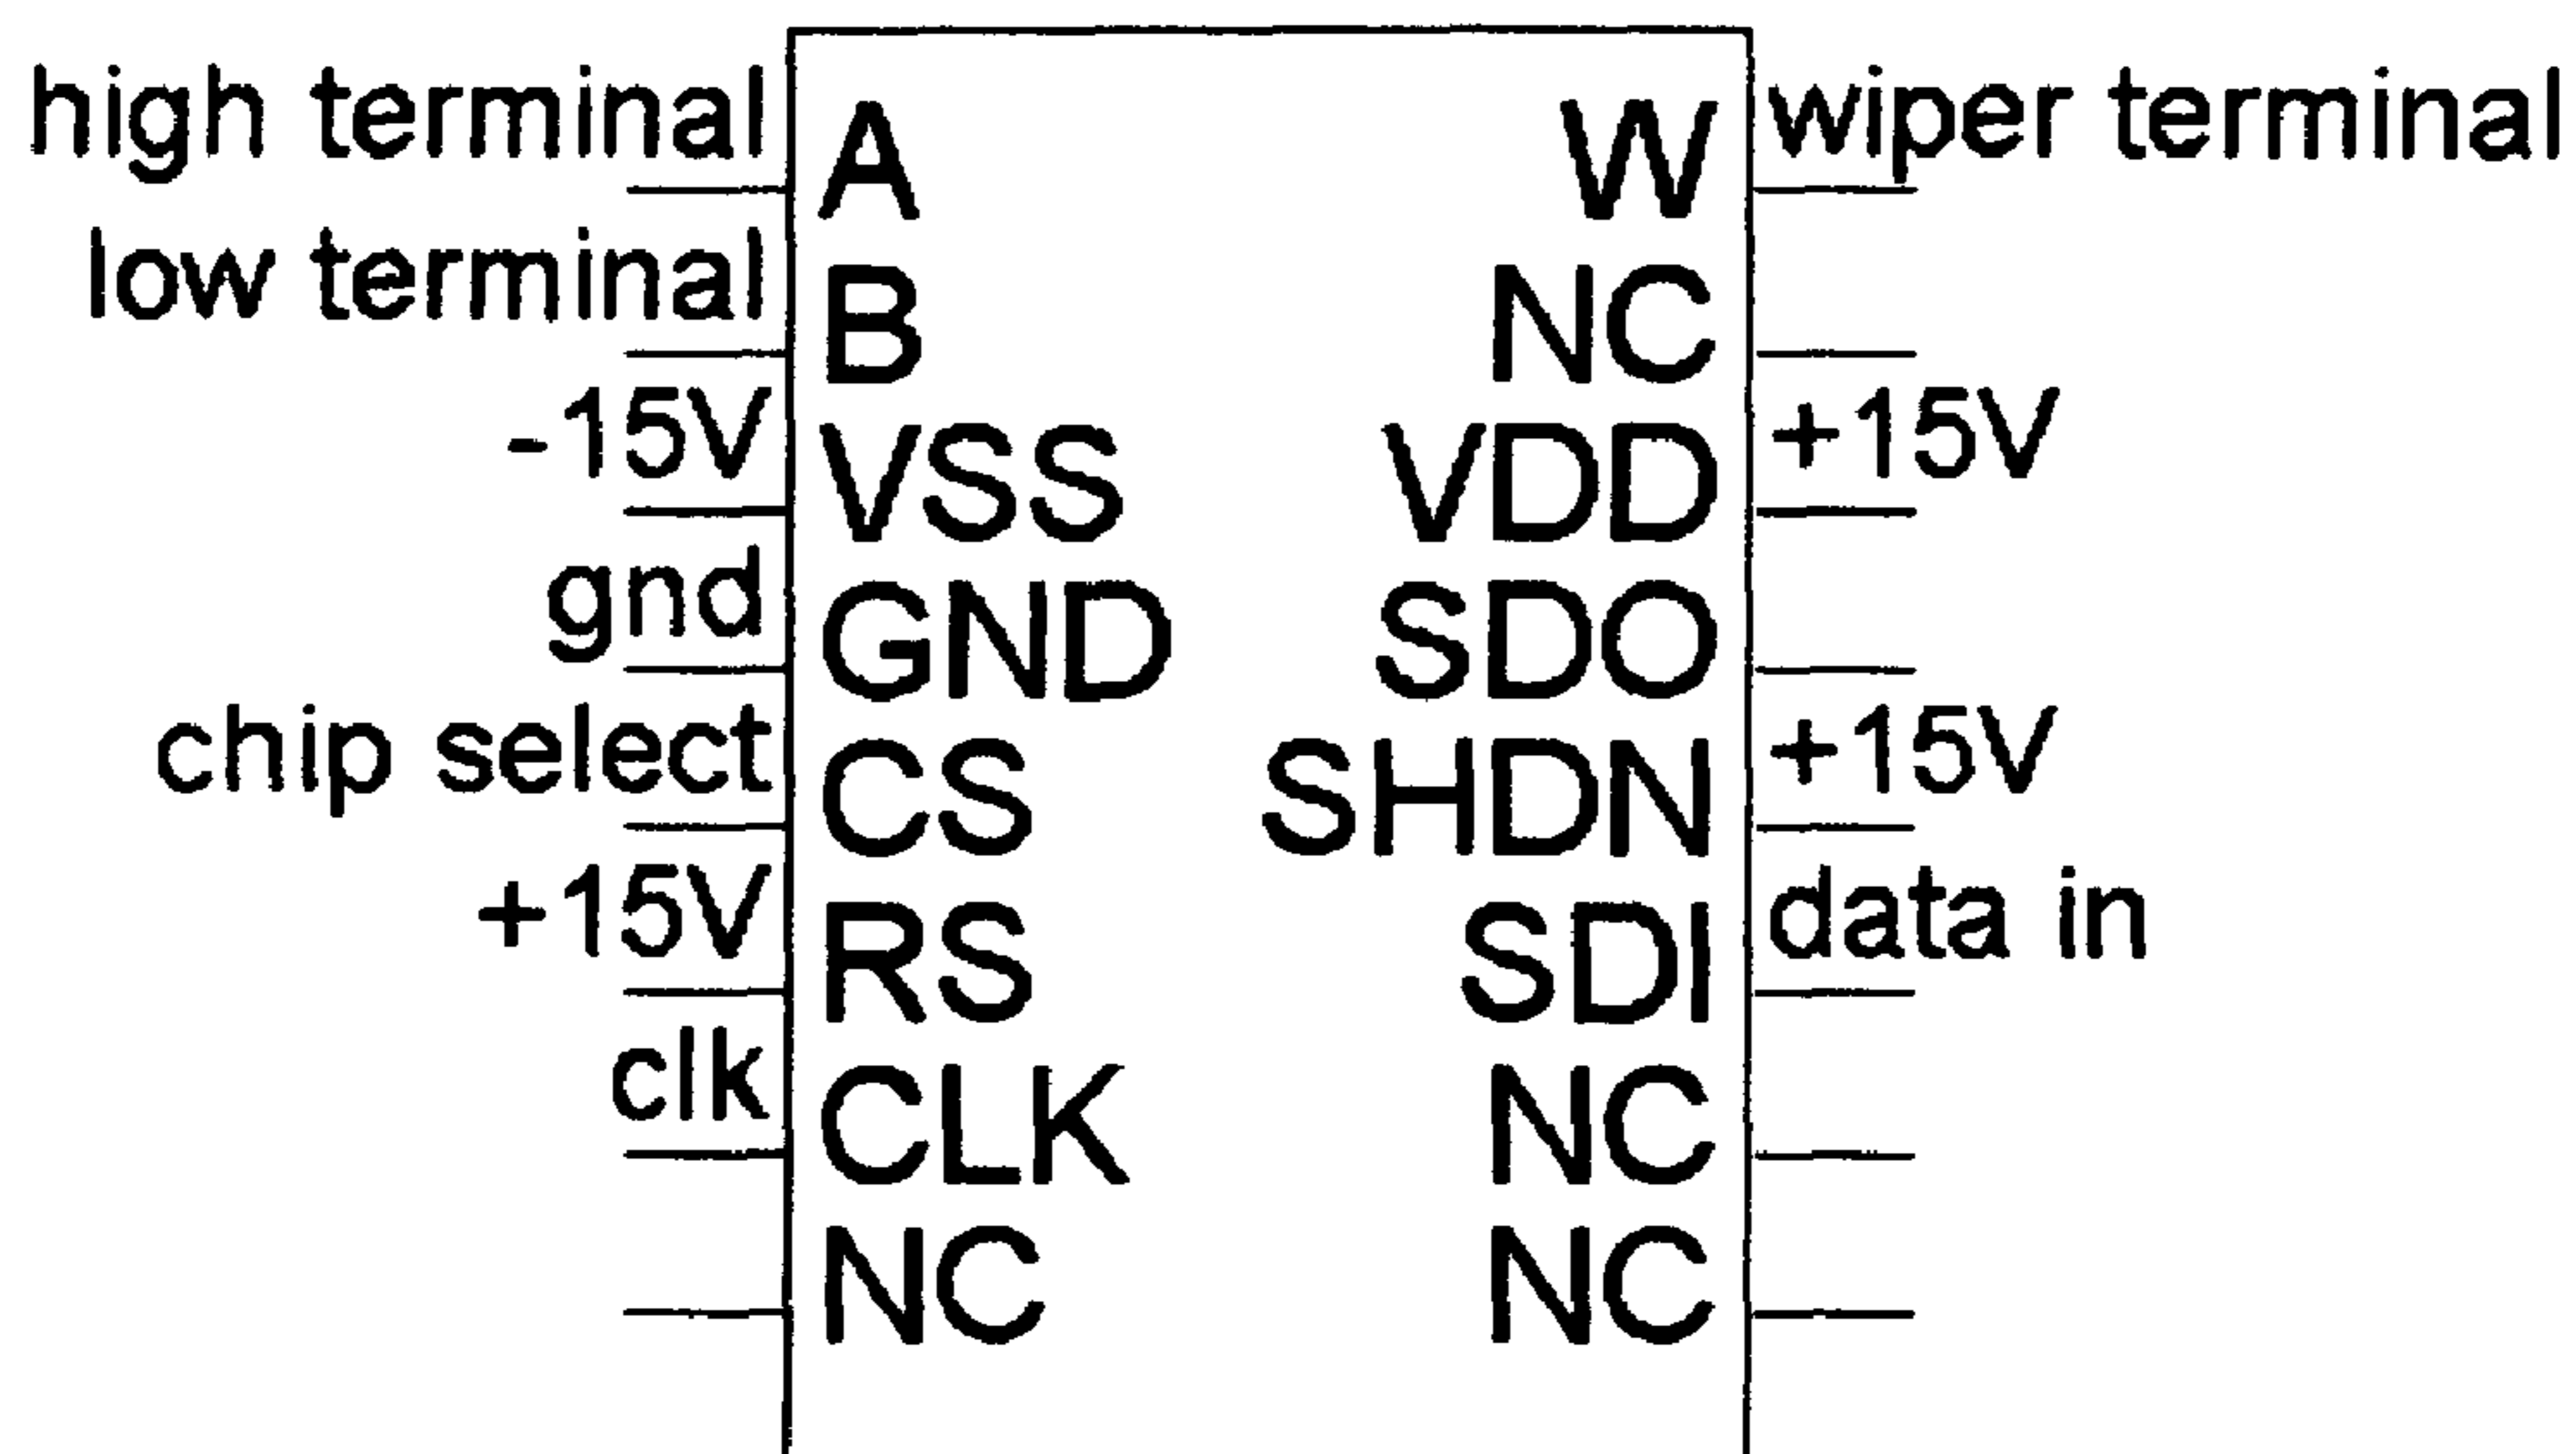 high terminal A W wiper terminal
low terminal B NC
-15V VSS VDD +15V
gnd GND SDO
chip select CS SHDN +15V
+15V RS SDI data in
clk CLK NC
NC NC